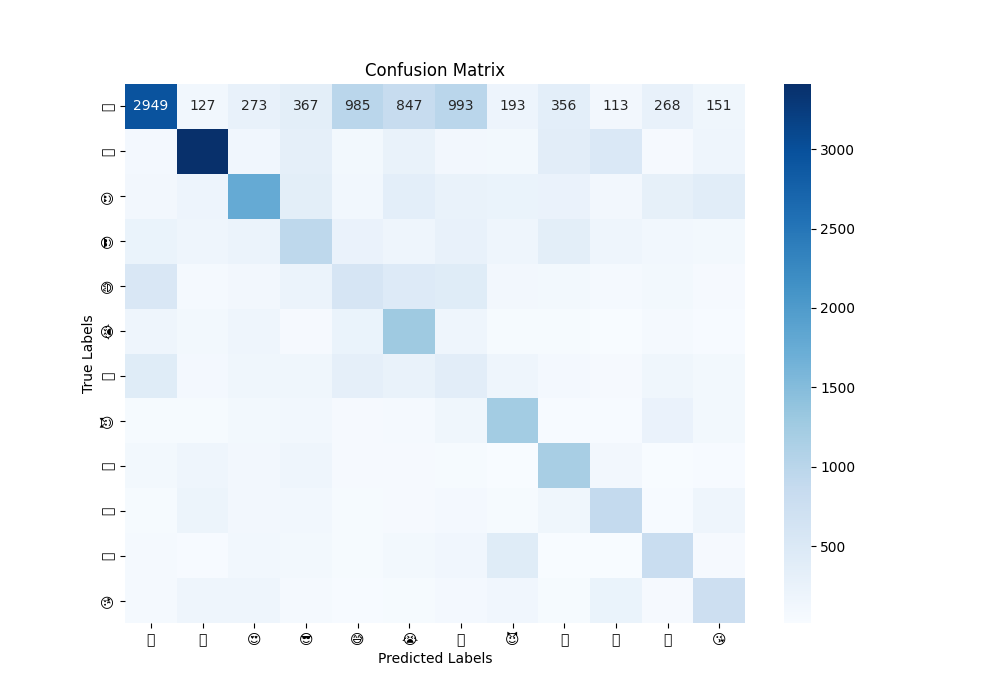 Confusion Matrix
2949 127 273 367 985 847 993 193 356 113 268 151
3000
2500
2000
1500
1000
500
True Labels
😍 😎 😅 😭 😈 😘
Predicted Labels